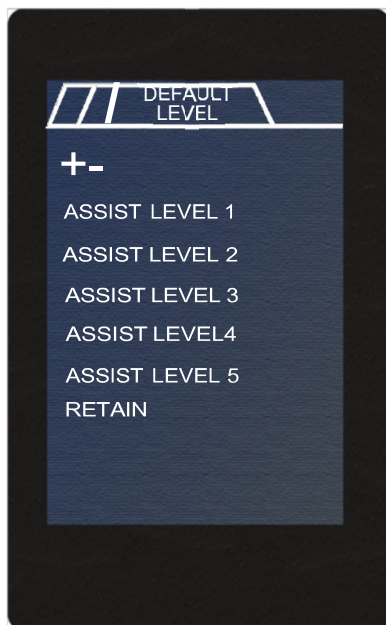 DEFAULT
LEVEL
+-
ASSIST LEVEL 1
ASSIST LEVEL 2
ASSIST LEVEL 3
ASSIST LEVEL4
ASSIST LEVEL 5
RETAIN